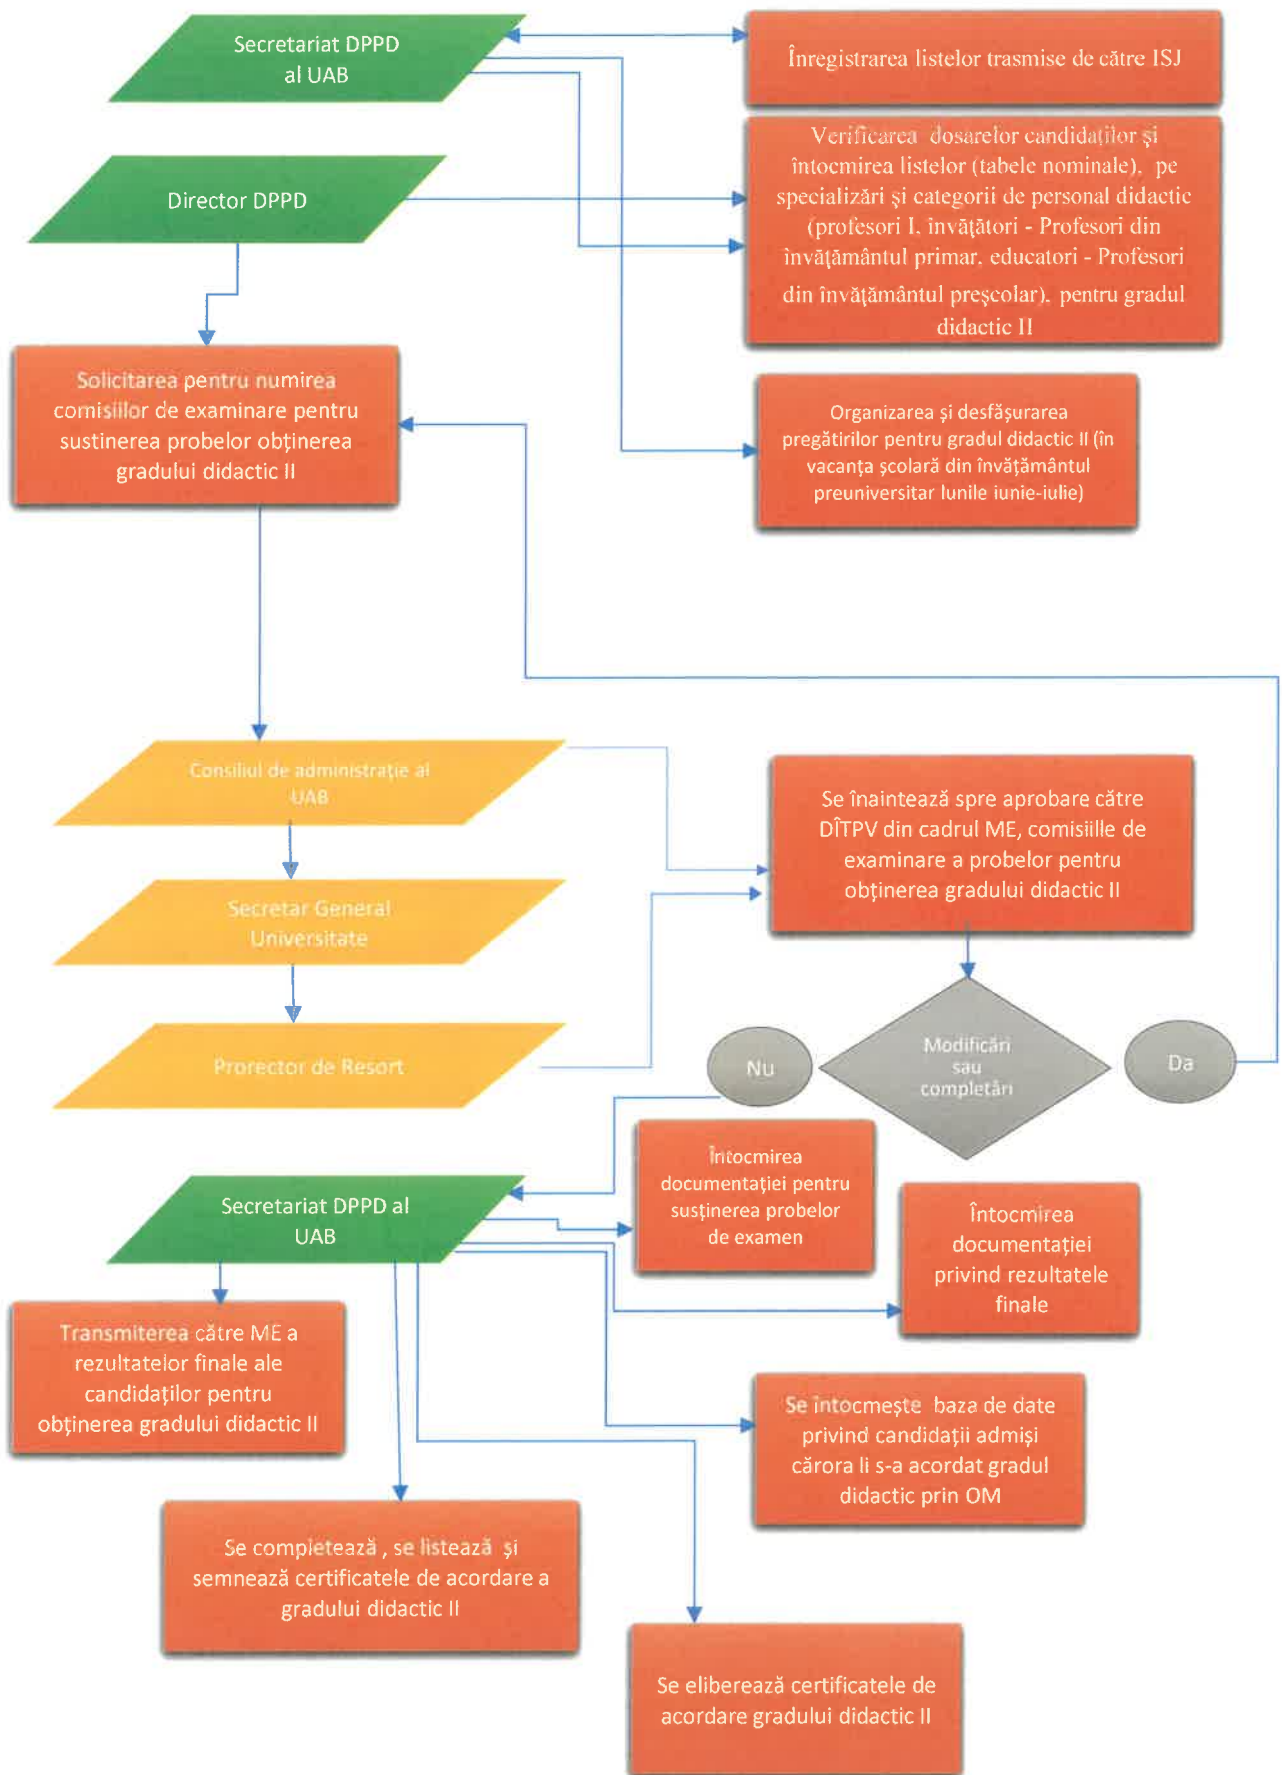 Secretariat DPPD
al UAB
Înregistrarea listelor trasmise de către ISJ
Verificarea dosarelor candidaților și
întocmirea listelor (tabele nominale), pe
specializări și categorii de personal didactic
(profesori I, învățători - Profesori din
învățământul primar, educatori - Profesori
din învățământul preșcolar), pentru gradul
didactic II
Director DPPD
Solicitarea pentru numirea
comisiilor de examinare pentru
sustinerea probelor obținerea
gradului didactic II
Organizarea și desfășurarea
pregătirilor pentru gradul didactic II (în
vacanța școlară din învățământul
preuniversitar lunile iunie-iulie)
Consiliul de administrație al
UAB
Se înaintează spre aprobare către
DÎTPV din cadrul ME, comisiile de
examinare a probelor pentru
obținerea gradului didactic II
Secretar General
Universitate
Prorector de Resort
Nu
Modificări
sau
completări
Da
Întocmirea
documentației pentru
susținerea probelor
de examen
Secretariat DPPD al
UAB
Întocmirea
documentației
privind rezultatele
finale
Transmiterea către ME a
rezultatelor finale ale
candidaților pentru
obținerea gradului didactic II
Se întocmește baza de date
privind candidații admiși
cărora li s-a acordat gradul
didactic prin OM
Se completează , se listează și
semnează certificatele de acordare a
gradului didactic II
Se eliberează certificatele de
acordare gradului didactic II